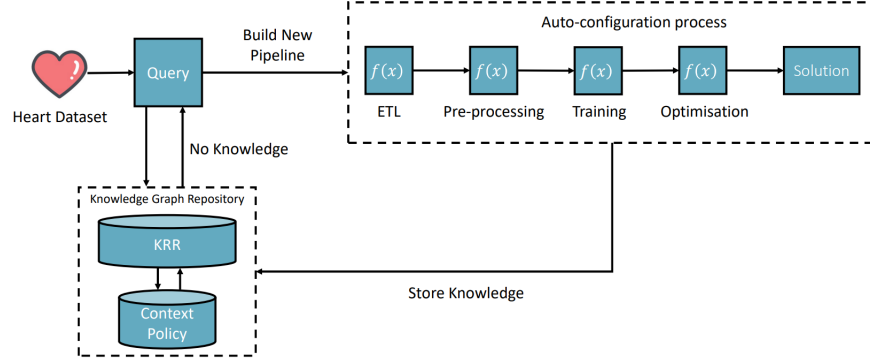 Build New
Pipeline
Auto-configuration process
Query
f(x)
f(x)
f(x)
f(x)
Solution
Heart Dataset
ETL
Pre-processing
Training
Optimisation
No Knowledge
Knowledge Graph Repository
KRR
Store Knowledge
Context
Policy